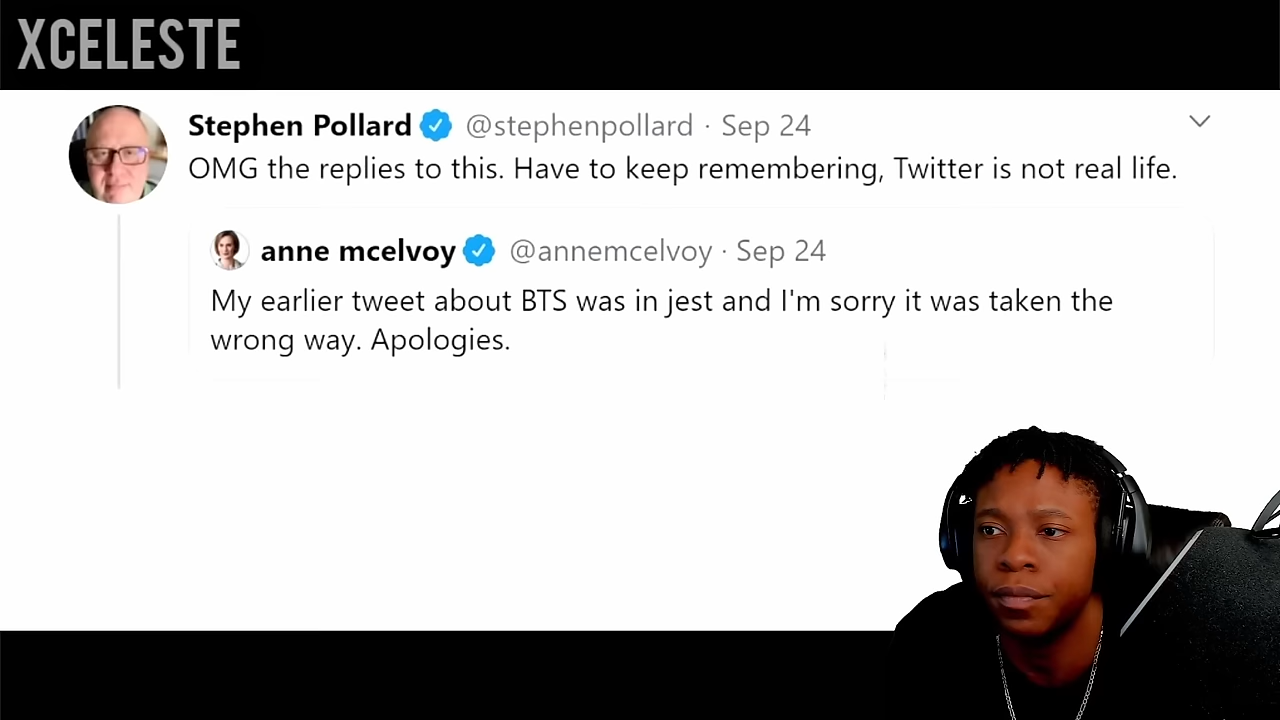 XCELESTE
Stephen Pollard @stephenpollard · Sep 24
OMG the replies to this. Have to keep remembering, Twitter is not real life.
anne mcelvoy @annemcelvoy · Sep 24
My earlier tweet about BTS was in jest and I'm sorry it was taken the
wrong way. Apologies.